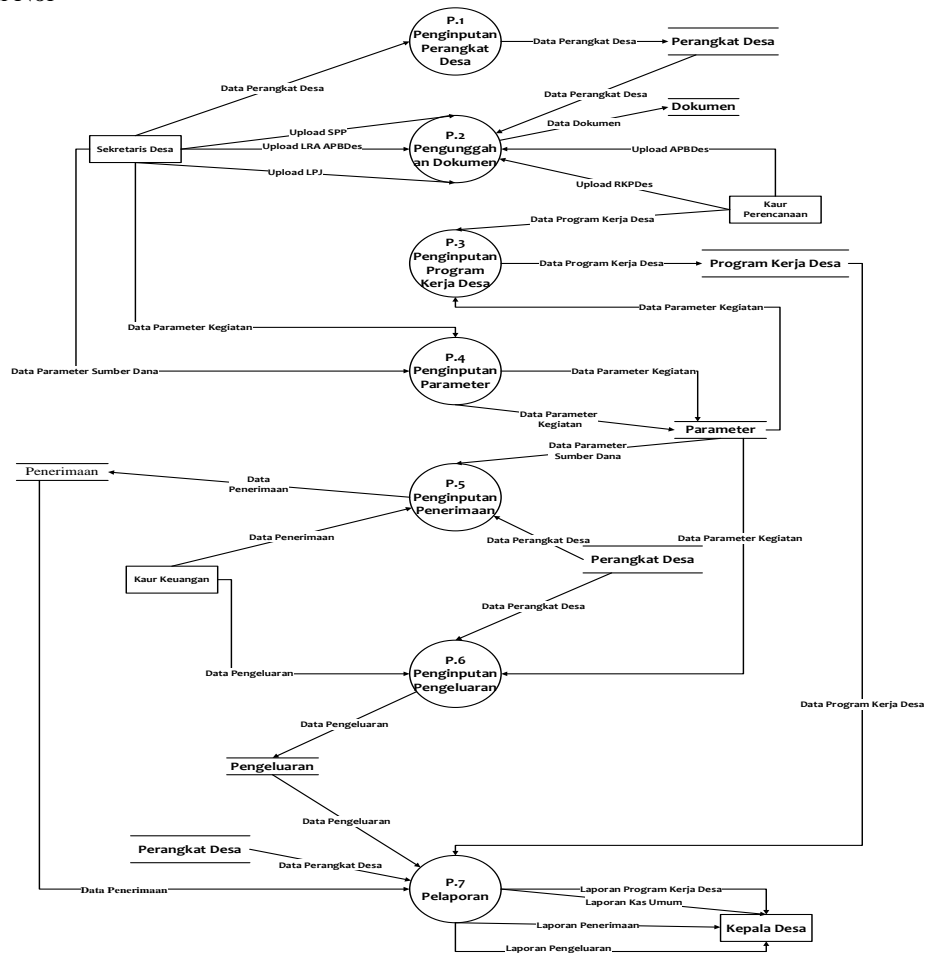 P.1
Penginputan
Perangkat
Desa
Data Perangkat Desa
Perangkat Desa
Data Perangkat Desa
Data Perangkat Desa
Dokumen
Data Dokumen
Sekretaris Desa
Upload SPP
Upload LRA APBDes
Upload LPJ
P.2
Pengunggah
an Dokumen
Upload APBDes
Upload RKPDes
Kaur
Perencanaan
Data Program Kerja Desa
P.3
Penginputan
Program
Kerja Desa
Data Program Kerja Desa
Program Kerja Desa
Data Parameter Kegiatan
Data Parameter Kegiatan
P.4
Penginputan
Parameter
Data Parameter Sumber Dana
Data Parameter Kegiatan
Data Parameter
Kegiatan
Parameter
Data Parameter
Sumber Dana
Penerimaan
Data
Penerimaan
P.5
Penginputan
Penerimaan
Data Penerimaan
Data Perangkat Desa
Data Parameter Kegiatan
Perangkat Desa
Kaur Keuangan
Data Perangkat Desa
P.6
Penginputan
Pengeluaran
Data Pengeluaran
Data Program Kerja Desa
Data Pengeluaran
Pengeluaran
Data Pengeluaran
Perangkat Desa
Data Perangkat Desa
Data Penerimaan
P.7
Pelaporan
Laporan Program Kerja Desa
Laporan Kas Umum
Laporan Penerimaan
Kepala Desa
Laporan Pengeluaran